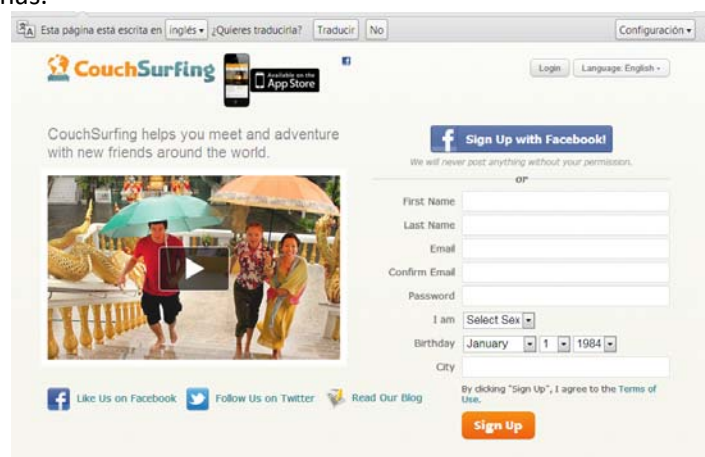 nas.
Esta página está escrita en inglés ¿Quieres traducirla? Traducir No Configuración
CouchSurfing
Available on the
App Store
Login Language: English
CouchSurfing helps you meet and adventure
with new friends around the world.
Sign Up with Facebook!
We will never post anything without your permission.
or
First Name
Last Name
Email
Confirm Email
Password
I am Select Sex
Birthday January 1 1984
City
By clicking "Sign Up", I agree to the Terms of
Use.
Sign Up
Like Us on Facebook Follow Us on Twitter Read Our Blog